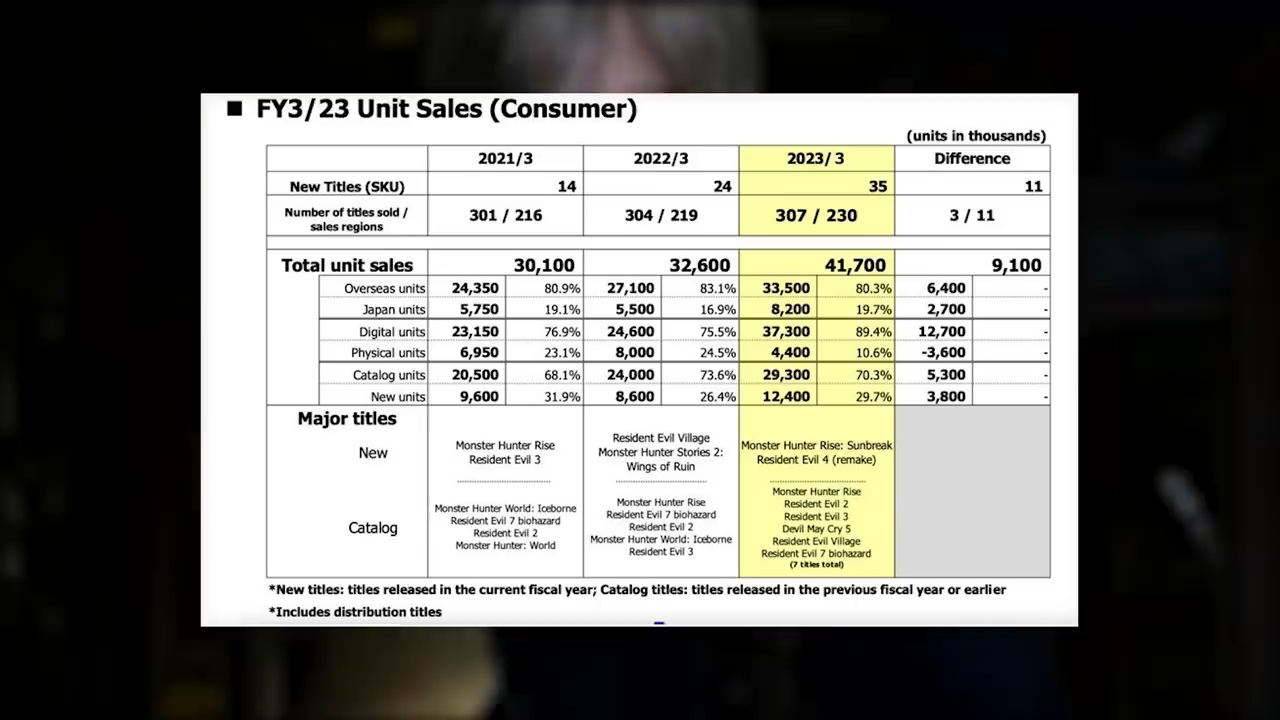 ■ FY3/23 Unit Sales (Consumer)
(units in thousands)
2021/3 2022/3 2023/3 Difference
New Titles (SKU) 14 24 35 11
Number of titles sold /
sales regions 301 / 216 304 / 219 307 / 230 3 / 11
Total unit sales 30,100 32,600 41,700 9,100
Overseas units 24,350 80.9% 27,100 83.1% 33,500 80.3% 6,400 -
Japan units 5,750 19.1% 5,500 16.9% 8,200 19.7% 2,700 -
Digital units 23,150 76.9% 24,600 75.5% 37,300 89.4% 12,700 -
Physical units 6,950 23.1% 8,000 24.5% 4,400 10.6% -3,600 -
Catalog units 20,500 68.1% 24,000 73.6% 29,300 70.3% 5,300 -
New units 9,600 31.9% 8,600 26.4% 12,400 29.7% 3,800 -
Major titles
New
Monster Hunter Rise
Resident Evil 3
Resident Evil Village
Monster Hunter Stories 2:
Wings of Ruin
Monster Hunter Rise: Sunbreak
Resident Evil 4 (remake)
Catalog
Monster Hunter World: Iceborne
Resident Evil 7 biohazard
Resident Evil 2
Monster Hunter: World
Monster Hunter Rise
Resident Evil 7 biohazard
Resident Evil 2
Monster Hunter World: Iceborne
Resident Evil 3
Monster Hunter Rise
Resident Evil 2
Resident Evil 3
Devil May Cry 5
Resident Evil Village
Resident Evil 7 biohazard
(7 titles total)
*New titles: titles released in the current fiscal year; Catalog titles: titles released in the previous fiscal year or earlier
*Includes distribution titles